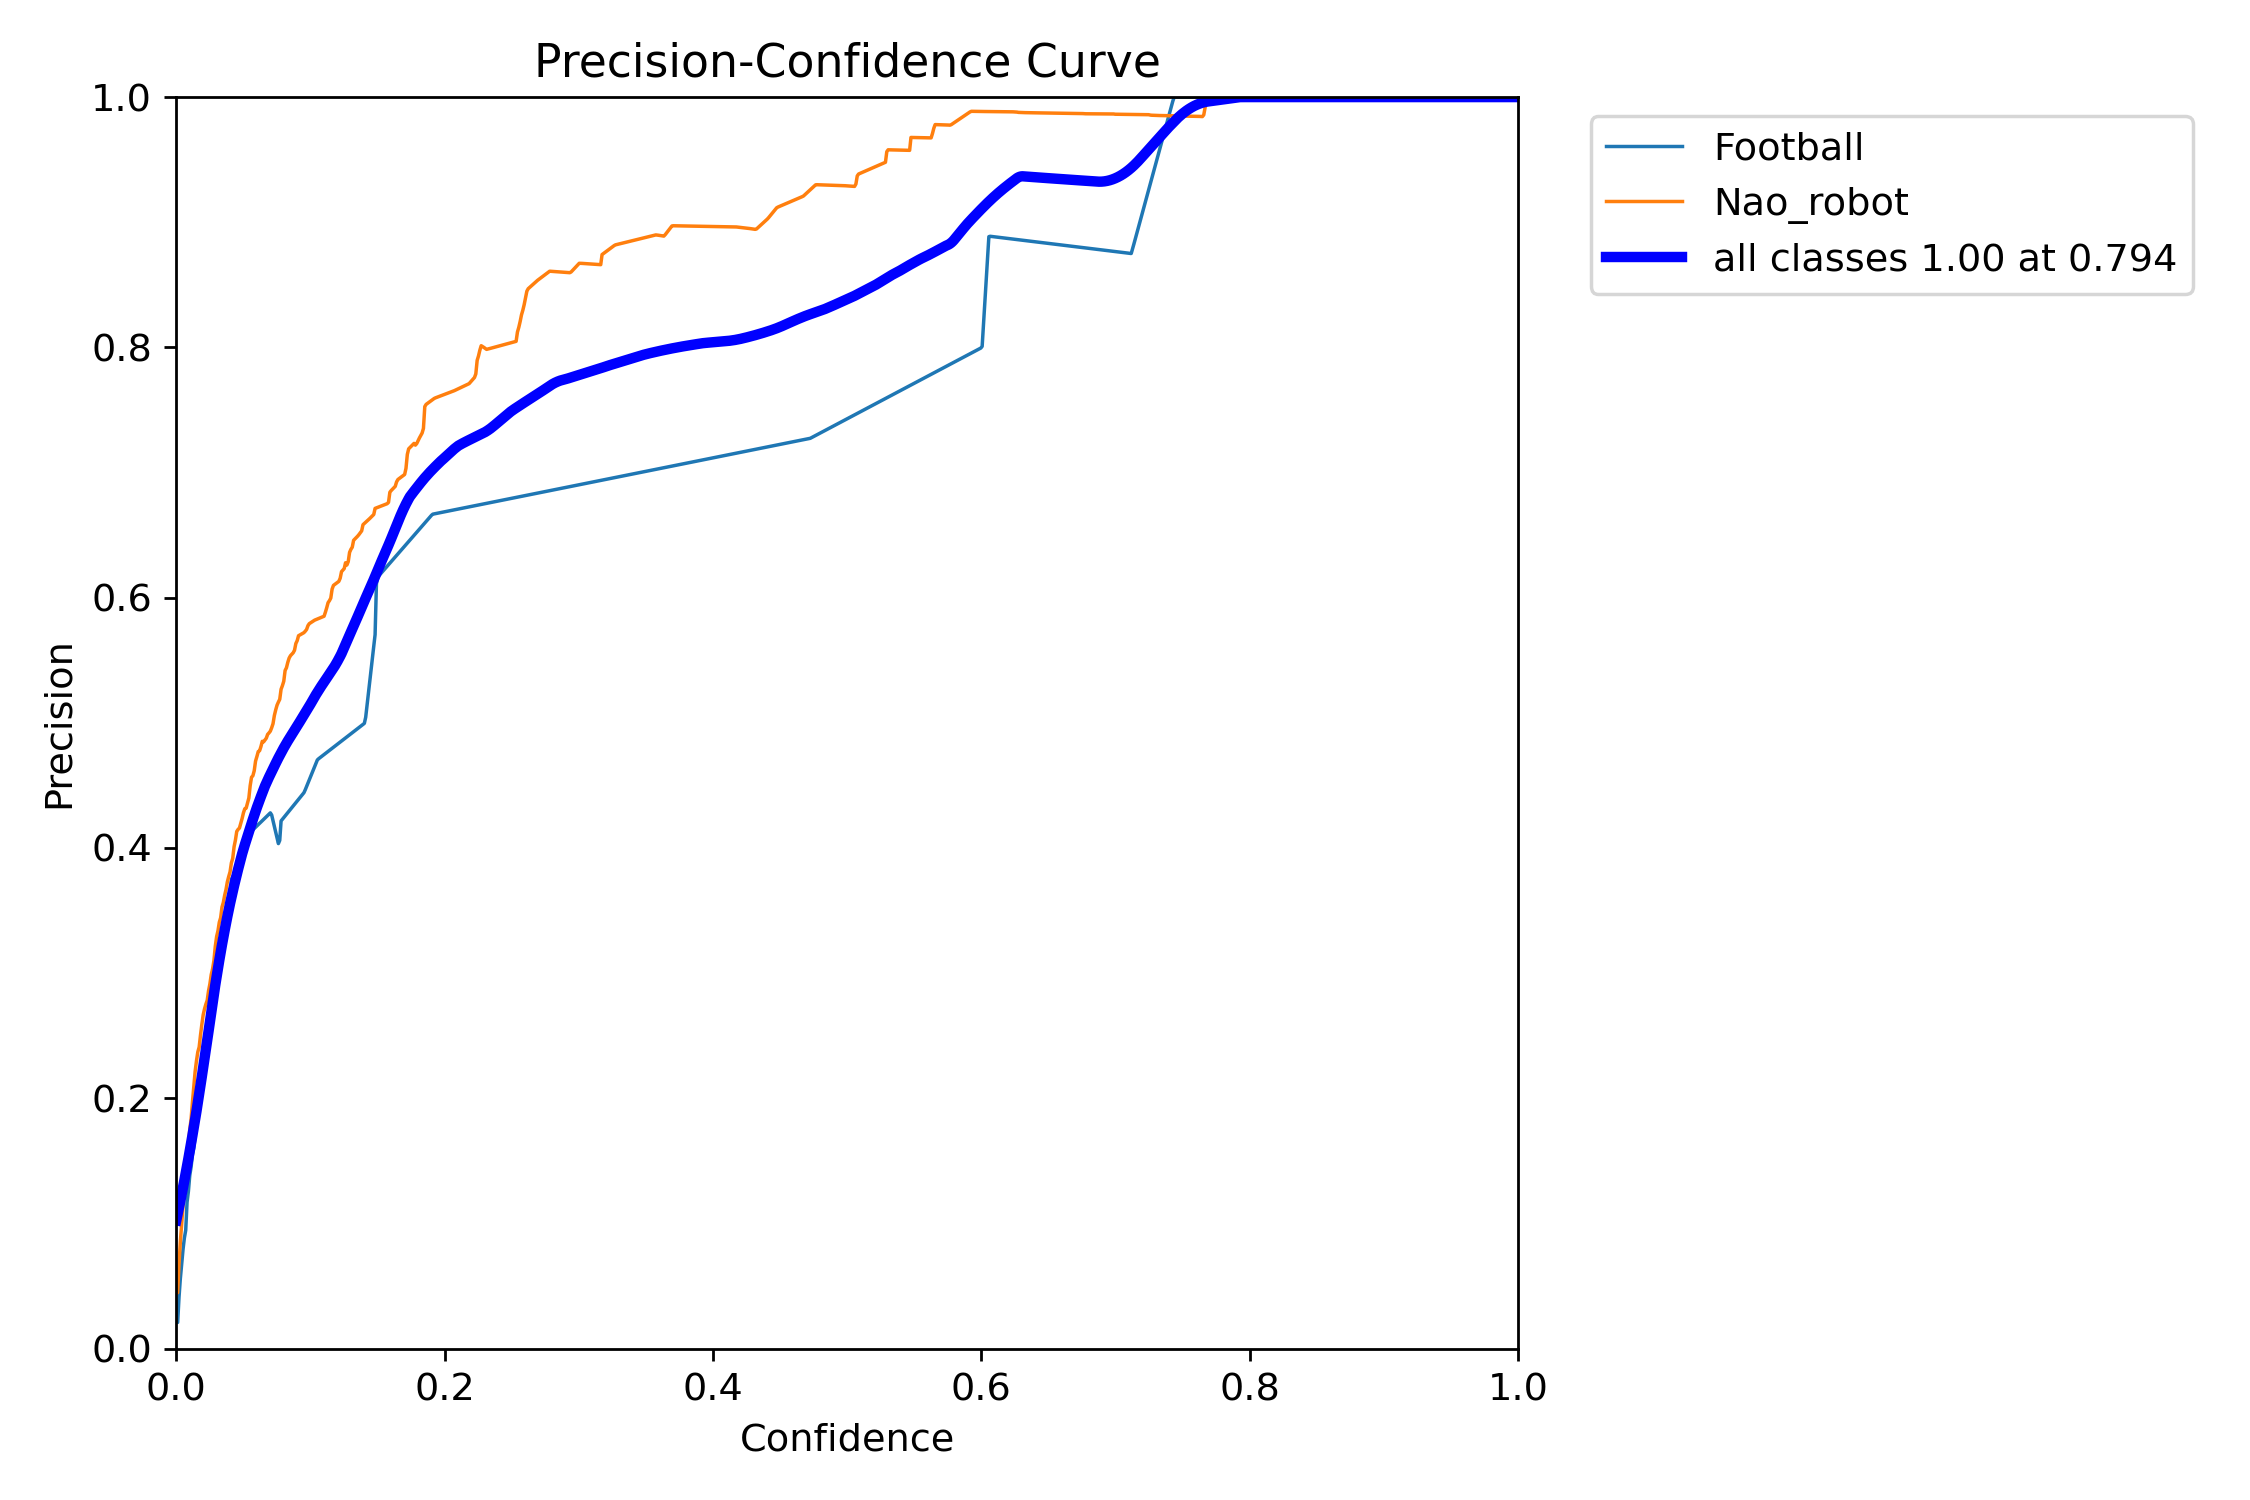 Precision-Confidence Curve
1.0
0.8
0.6
0.4
0.2
0.0
Precision
0.0 0.2 0.4 0.6 0.8 1.0
Confidence
Football
Nao_robot
all classes 1.00 at 0.794